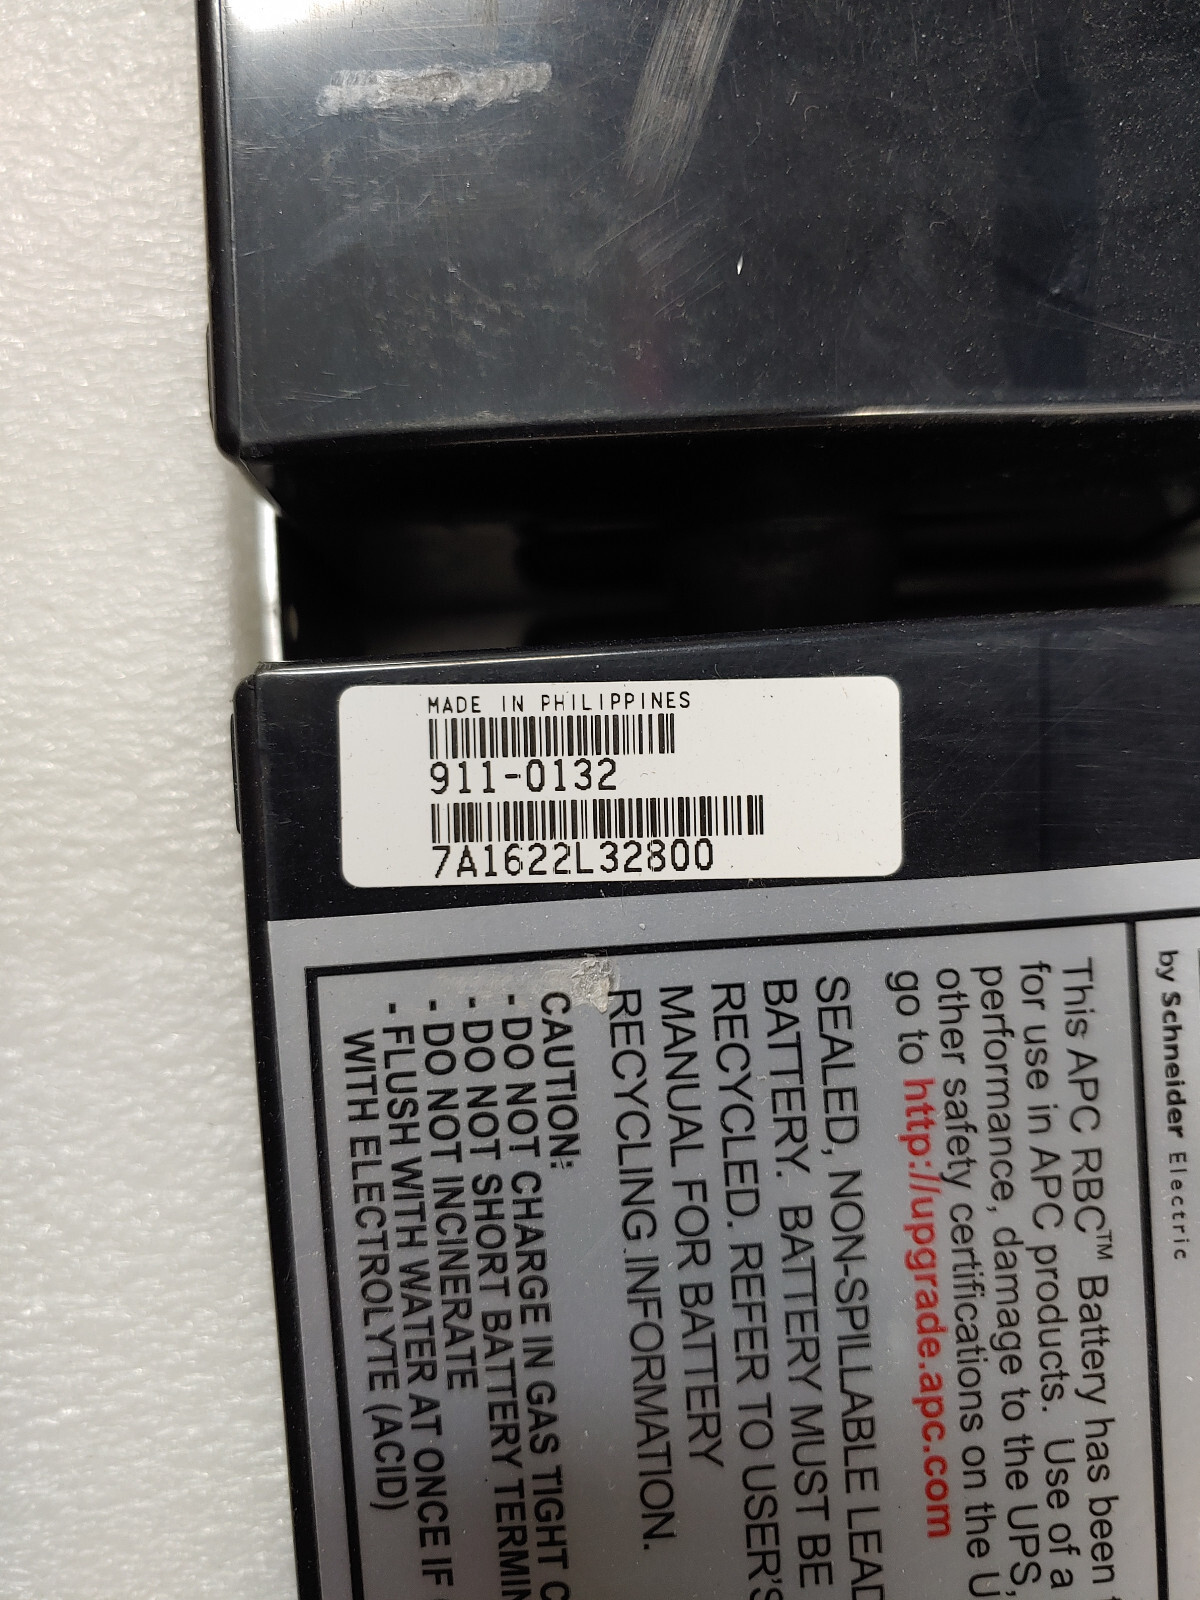 MADE IN PHILIPPINES
911-0132
7A1622L32800
by Schneider Electric
This APC RBC™ Battery has been
for use in APC products. Use of a
performance, damage to the UPS,
other safety certifications on the U
go to http://upgrade.apc.com
SEALED, NON-SPILLABLE LEAD
BATTERY. BATTERY MUST BE
RECYCLED. REFER TO USER'S
MANUAL FOR BATTERY
RECYCLING INFORMATION.
CAUTION:
- DO NOT CHARGE IN GAS TIGHT C
- DO NOT SHORT BATTERY TERMIN
- DO NOT INCINERATE
- FLUSH WITH WATER AT ONCE IF
WITH ELECTROLYTE (ACID)